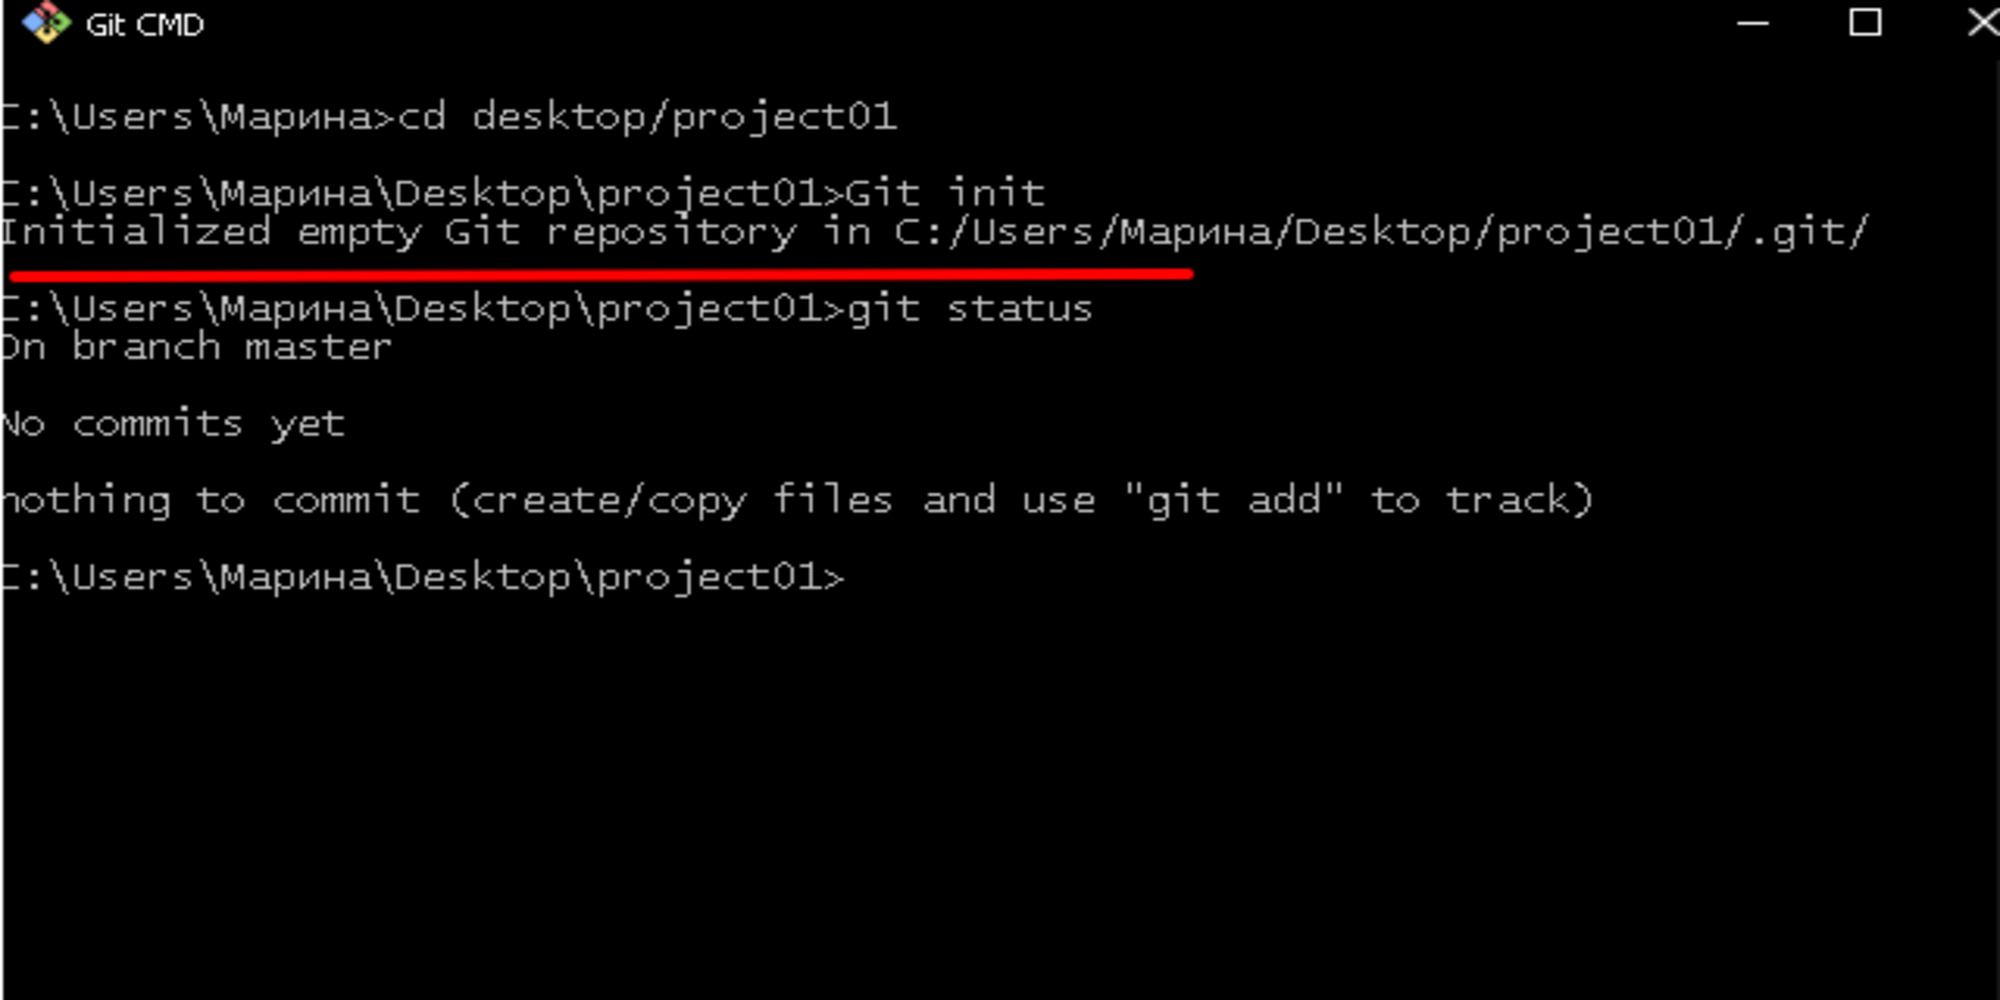 Git CMD
C:\Users\Марина>cd desktop/project01
C:\Users\Марина\Desktop\project01>Git init
Initialized empty Git repository in C:/Users/Марина/Desktop/project01/.git/
C:\Users\Марина\Desktop\project01>git status
On branch master
No commits yet
nothing to commit (create/copy files and use "git add" to track)
C:\Users\Марина\Desktop\project01>